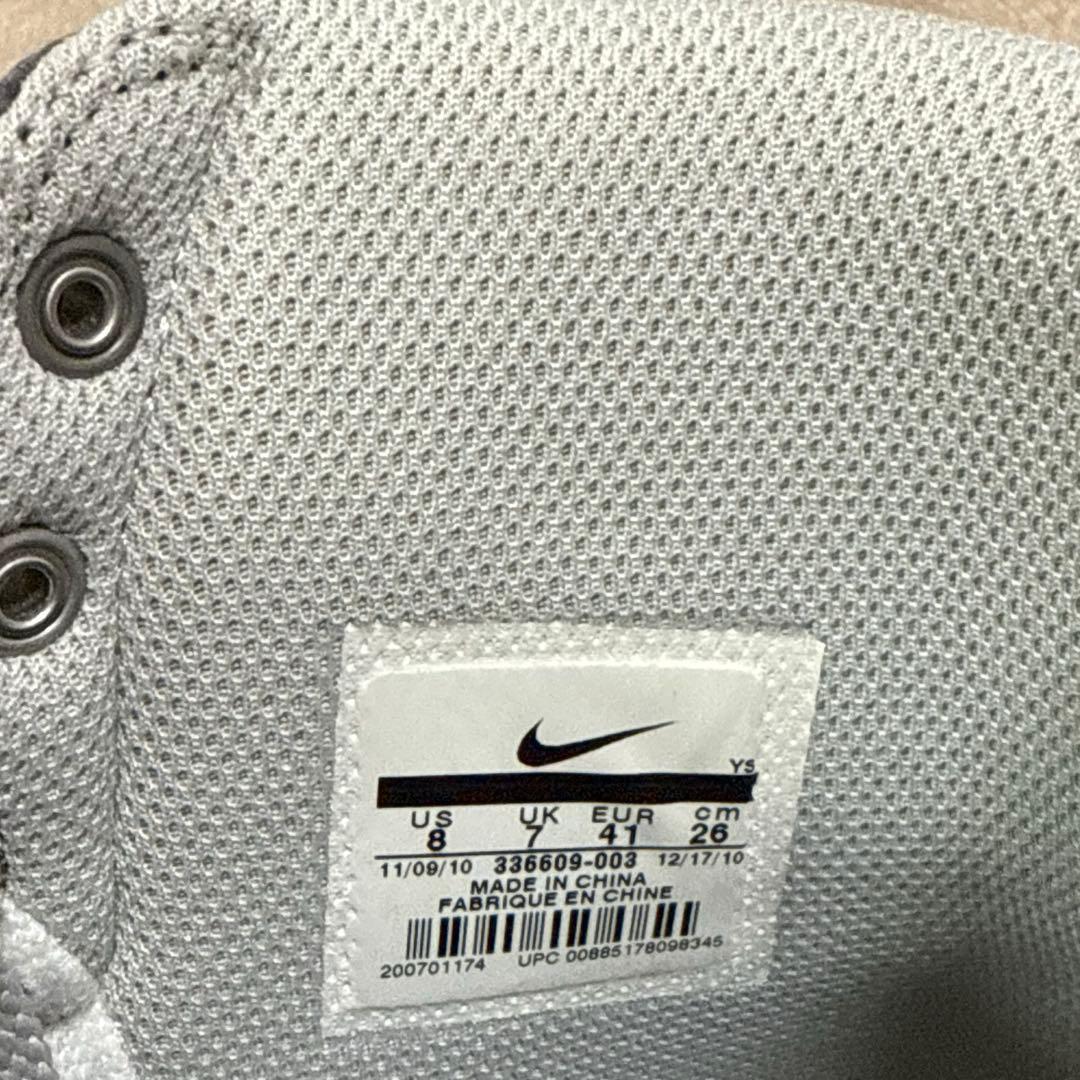 YS
US UK EUR cm
8 7 41 26
11/09/10 336609-003 12/17/10
MADE IN CHINA
FABRIQUE EN CHINE
200701174 UPC 00885178098345